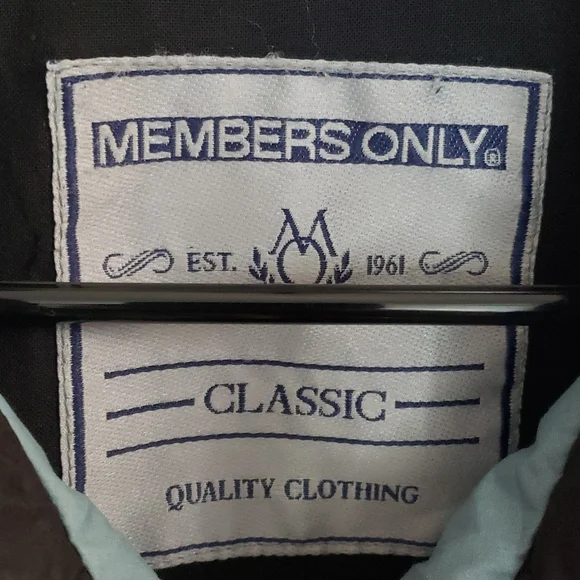 MEMBERS ONLY®
M
EST. 1961
CLASSIC
QUALITY CLOTHING